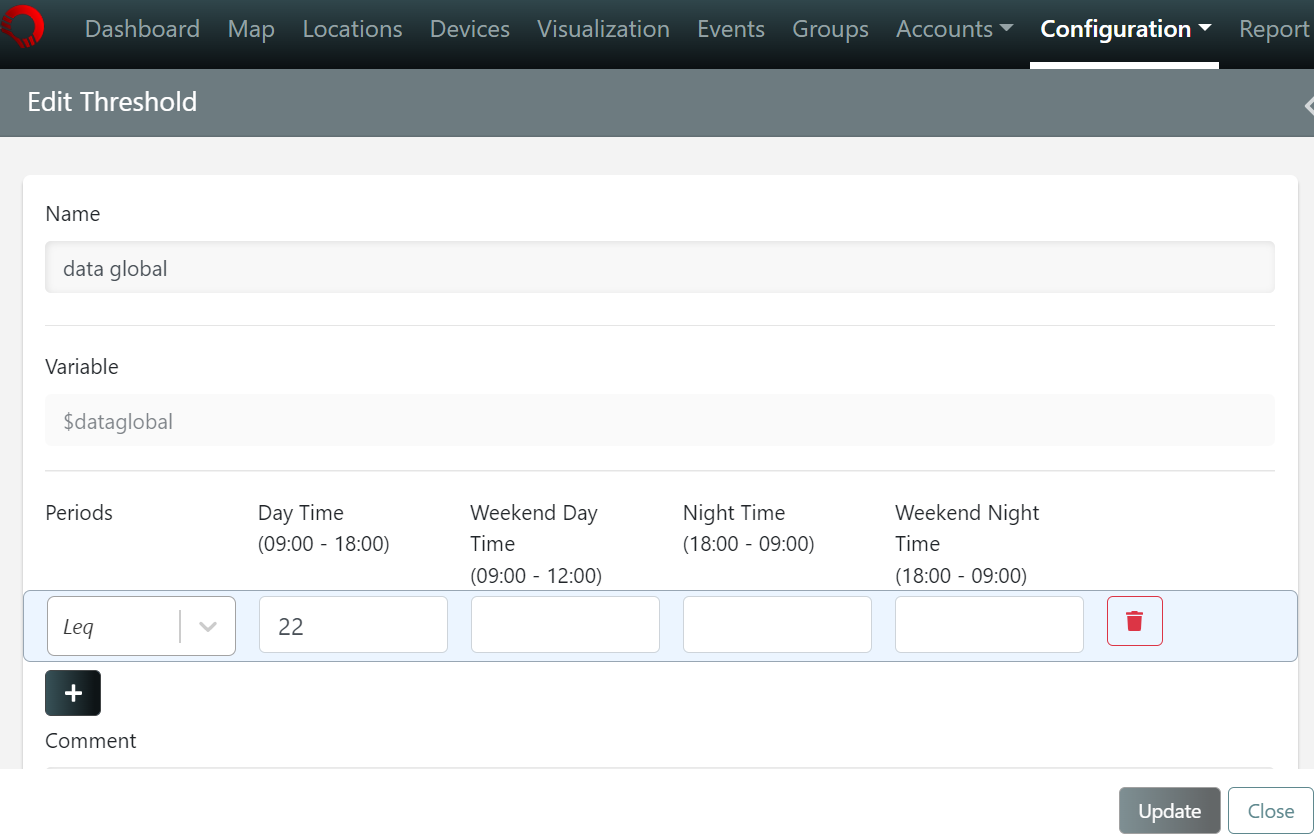 Dashboard Map Locations Devices Visualization Events Groups Accounts Configuration Report
Edit Threshold
Name
data global
Variable
$dataglobal
Periods
Day Time
(09:00 - 18:00)
Weekend Day
Time
(09:00 - 12:00)
Night Time
(18:00 - 09:00)
Weekend Night
Time
(18:00 - 09:00)
Leq 22
+
Comment
Update Close